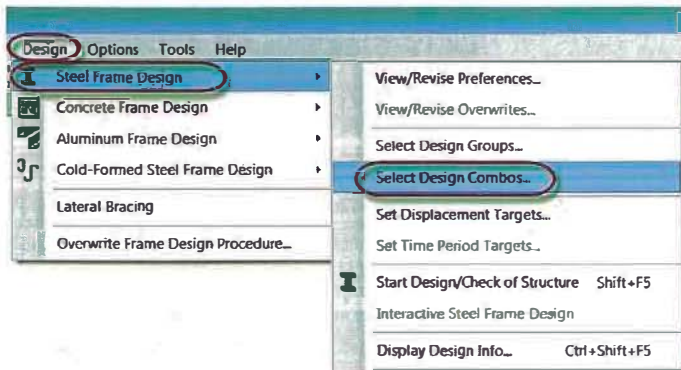 Design Options Tools Help
Steel Frame Design
Concrete Frame Design
Aluminum Frame Design
Cold-Formed Steel Frame Design
Lateral Bracing
Overwrite Frame Design Procedure...
View/Revise Preferences...
View/Revise Overwrites...
Select Design Groups...
Select Design Combos...
Set Displacement Targets...
Set Time Period Targets...
Start Design/Check of Structure Shift+F5
Interactive Steel Frame Design
Display Design Info... Ctrl+Shift+F5